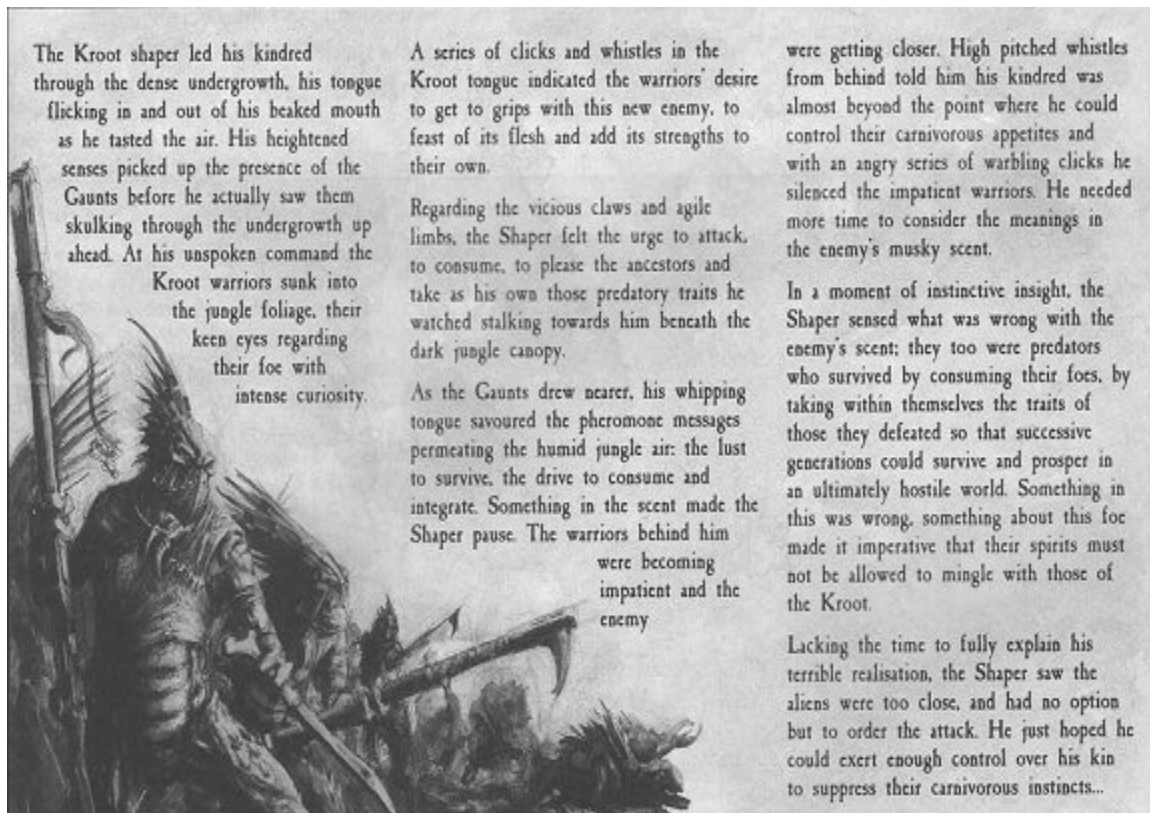 The Kroot shaper led his kindred
through the dense undergrowth, his tongue
flicking in and out of his beaked mouth
as he tasted the air. His heightened
senses picked up the presence of the
Gaunts before he actually saw them
skulking through the undergrowth up
ahead. At his unspoken command the
Kroot warriors sunk into
the jungle foliage, their
keen eyes regarding
their foe with
intense curiosity.
A series of clicks and whistles in the
Kroot tongue indicated the warriors' desire
to get to grips with this new enemy, to
feast of its flesh and add its strengths to
their own.
Regarding the vicious claws and agile
limbs, the Shaper felt the urge to attack,
to consume, to please the ancestors and
take as his own those predatory traits he
watched stalking towards him beneath the
dark jungle canopy.
As the Gaunts drew nearer, his whipping
tongue savoured the pheromone messages
permeating the humid jungle air: the lust
to survive, the drive to consume and
integrate. Something in the scent made the
Shaper pause. The warriors behind him
were becoming
impatient and the
enemy
were getting closer. High pitched whistles
from behind told him his kindred was
almost beyond the point where he could
control their carnivorous appetites and
with an angry series of warbling clicks he
silenced the impatient warriors. He needed
more time to consider the meanings in
the enemy's musky scent.
In a moment of instinctive insight, the
Shaper sensed what was wrong with the
enemy's scent; they too were predators
who survived by consuming their foes, by
taking within themselves the traits of
those they defeated so that successive
generations could survive and prosper in
an ultimately hostile world. Something in
this was wrong, something about this foe
made it imperative that their spirits must
not be allowed to mingle with those of
the Kroot.
Lacking the time to fully explain his
terrible realisation, the Shaper saw the
aliens were too close, and had no option
but to order the attack. He just hoped he
could exert enough control over his kin
to suppress their carnivorous instincts...